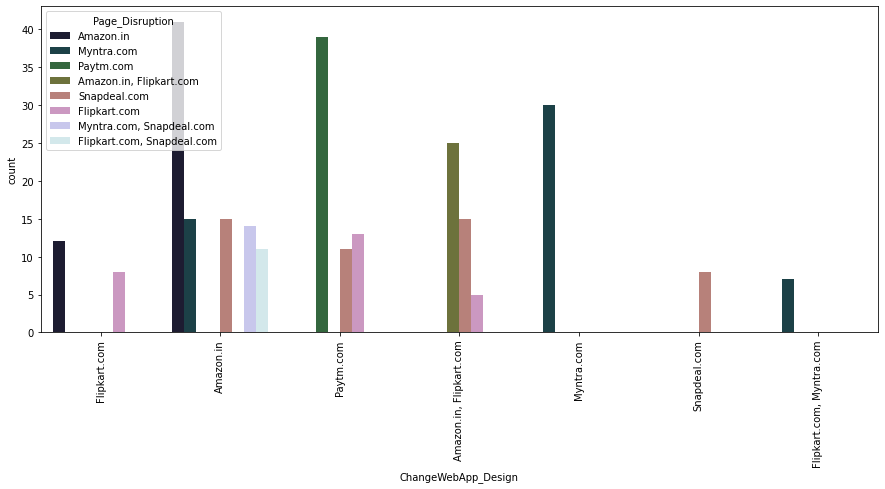 Page_Disruption
Amazon.in
Myntra.com
Paytm.com
Amazon.in, Flipkart.com
Snapdeal.com
Flipkart.com
Myntra.com, Snapdeal.com
Flipkart.com, Snapdeal.com
40
35
30
25
20
15
10
5
0
count
Flipkart.com
Amazon.in
Paytm.com
Amazon.in, Flipkart.com
Myntra.com
Snapdeal.com
Flipkart.com, Myntra.com
ChangeWebApp_Design